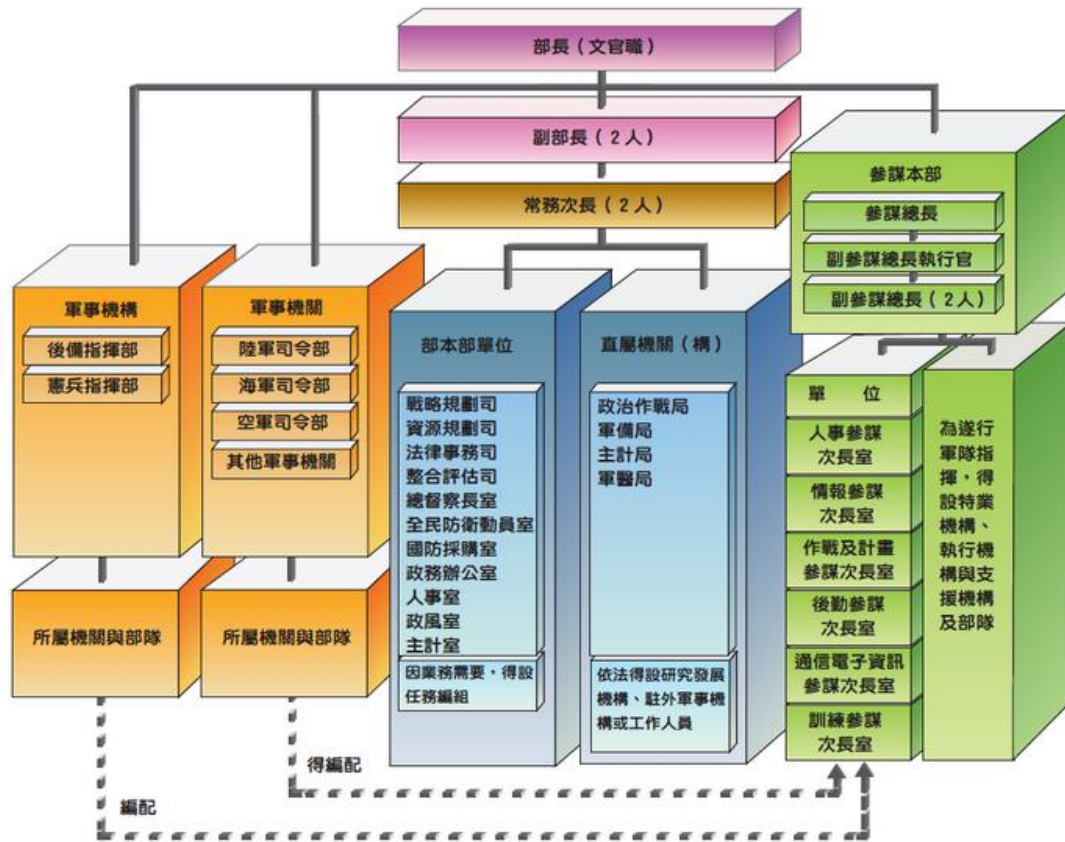 部長（文官職）
副部長（2人）
常務次長（2人）
參謀本部
參謀總長
副參謀總長執行官
副參謀總長（2人）
軍事機構
後備指揮部
憲兵指揮部
所屬機關與部隊
軍事機關
陸軍司令部
海軍司令部
空軍司令部
其他軍事機關
所屬機關與部隊
部本部單位
戰略規劃司
資源規劃司
法律事務司
整合評估司
總督察長室
全民防衛動員室
國防採購室
政務辦公室
人事室
政風室
主計室
因業務需要，得設
任務編組
直屬機關（構）
政治作戰局
軍備局
主計局
軍醫局
依法得設研究發展
機構、駐外軍事機
構或工作人員
單　　位
人事參謀
次長室
情報參謀
次長室
作戰及計畫
參謀次長室
後勤參謀
次長室
通信電子資訊
參謀次長室
訓練參謀
次長室
為遂行
軍隊指
揮，得
設特業
機構、
執行機
構與支
援機構
及部隊
得編配
編配